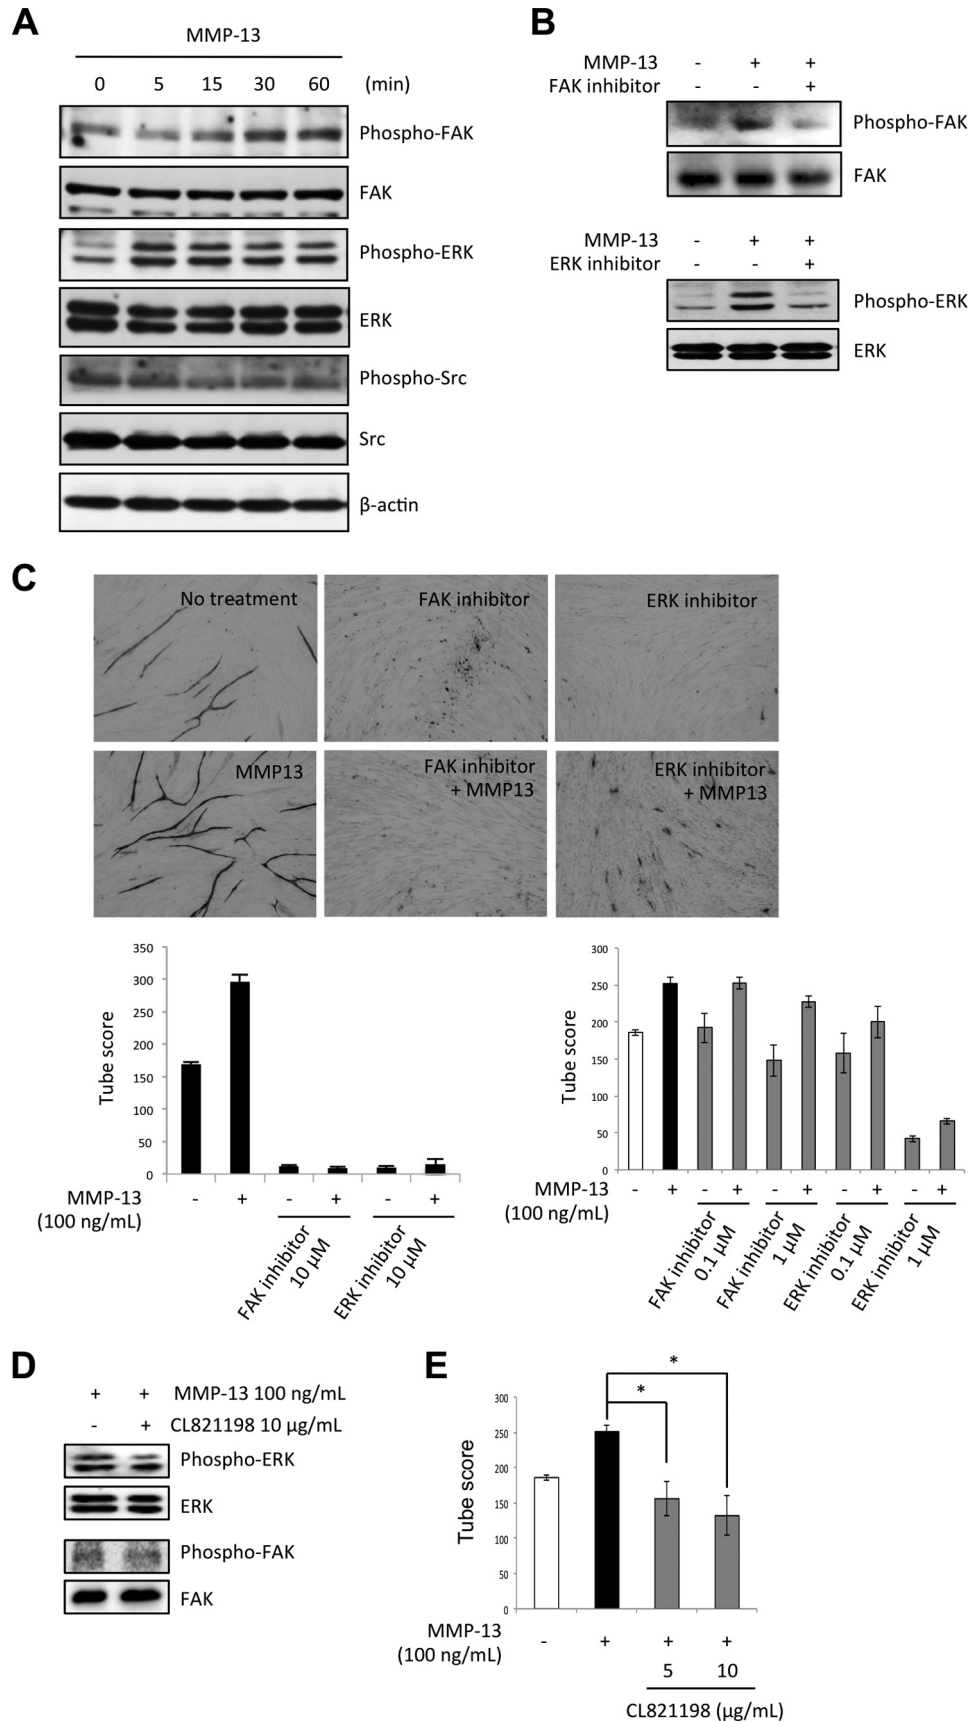 A
MMP-13
0 5 15 30 60 (min)
Phospho-FAK
FAK
Phospho-ERK
ERK
Phospho-Src
Src
β-actin
B
MMP-13 - + +
FAK inhibitor - - +
Phospho-FAK
FAK
MMP-13 - + +
ERK inhibitor - - +
Phospho-ERK
ERK
C
No treatment
FAK inhibitor
ERK inhibitor
MMP13
FAK inhibitor
+ MMP13
ERK inhibitor
+ MMP13
Tube score
350
300
250
200
150
100
50
0
MMP-13 - + - + - +
(100 ng/mL)
FAK inhibitor
10 µM
ERK inhibitor
10 µM
Tube score
300
250
200
150
100
50
0
MMP-13 - + - + - + - + - +
(100 ng/mL)
FAK inhibitor
0.1 µM
FAK inhibitor
1 µM
ERK inhibitor
0.1 µM
ERK inhibitor
1 µM
D
+ + MMP-13 100 ng/mL
- + CL821198 10 µg/mL
Phospho-ERK
ERK
Phospho-FAK
FAK
E
*
*
Tube score
300
250
200
150
100
50
0
MMP-13 - + + +
(100 ng/mL)
5 10
CL821198 (µg/mL)